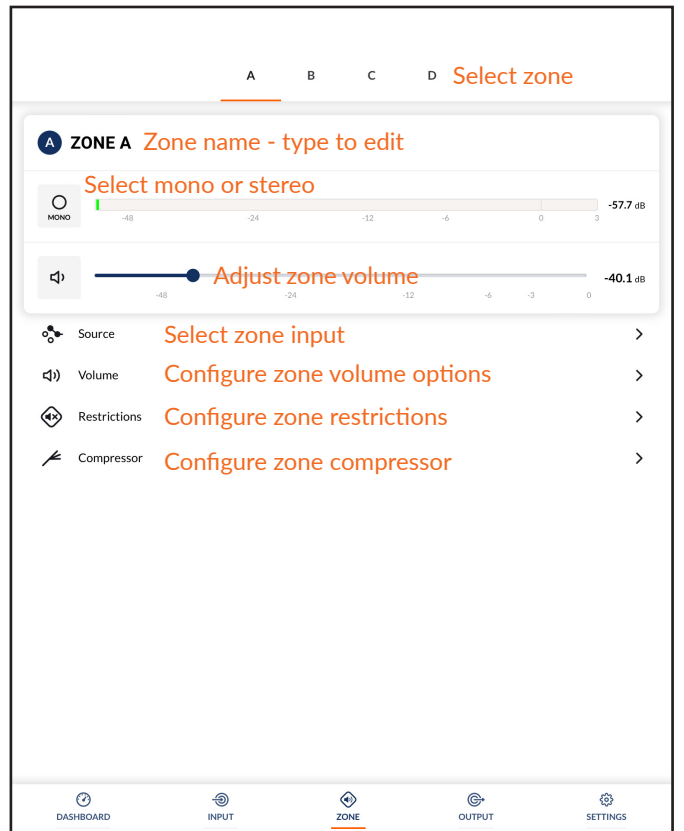 A B C D Select zone
A ZONE A Zone name - type to edit
Select mono or stereo
MONO -57.7 dB
-48 -24 -12 -6 0 3
Adjust zone volume -40.1 dB
-48 -24 -12 -6 -3 0
Source Select zone input
Volume Configure zone volume options
Restrictions Configure zone restrictions
Compressor Configure zone compressor
DASHBOARD INPUT ZONE OUTPUT SETTINGS